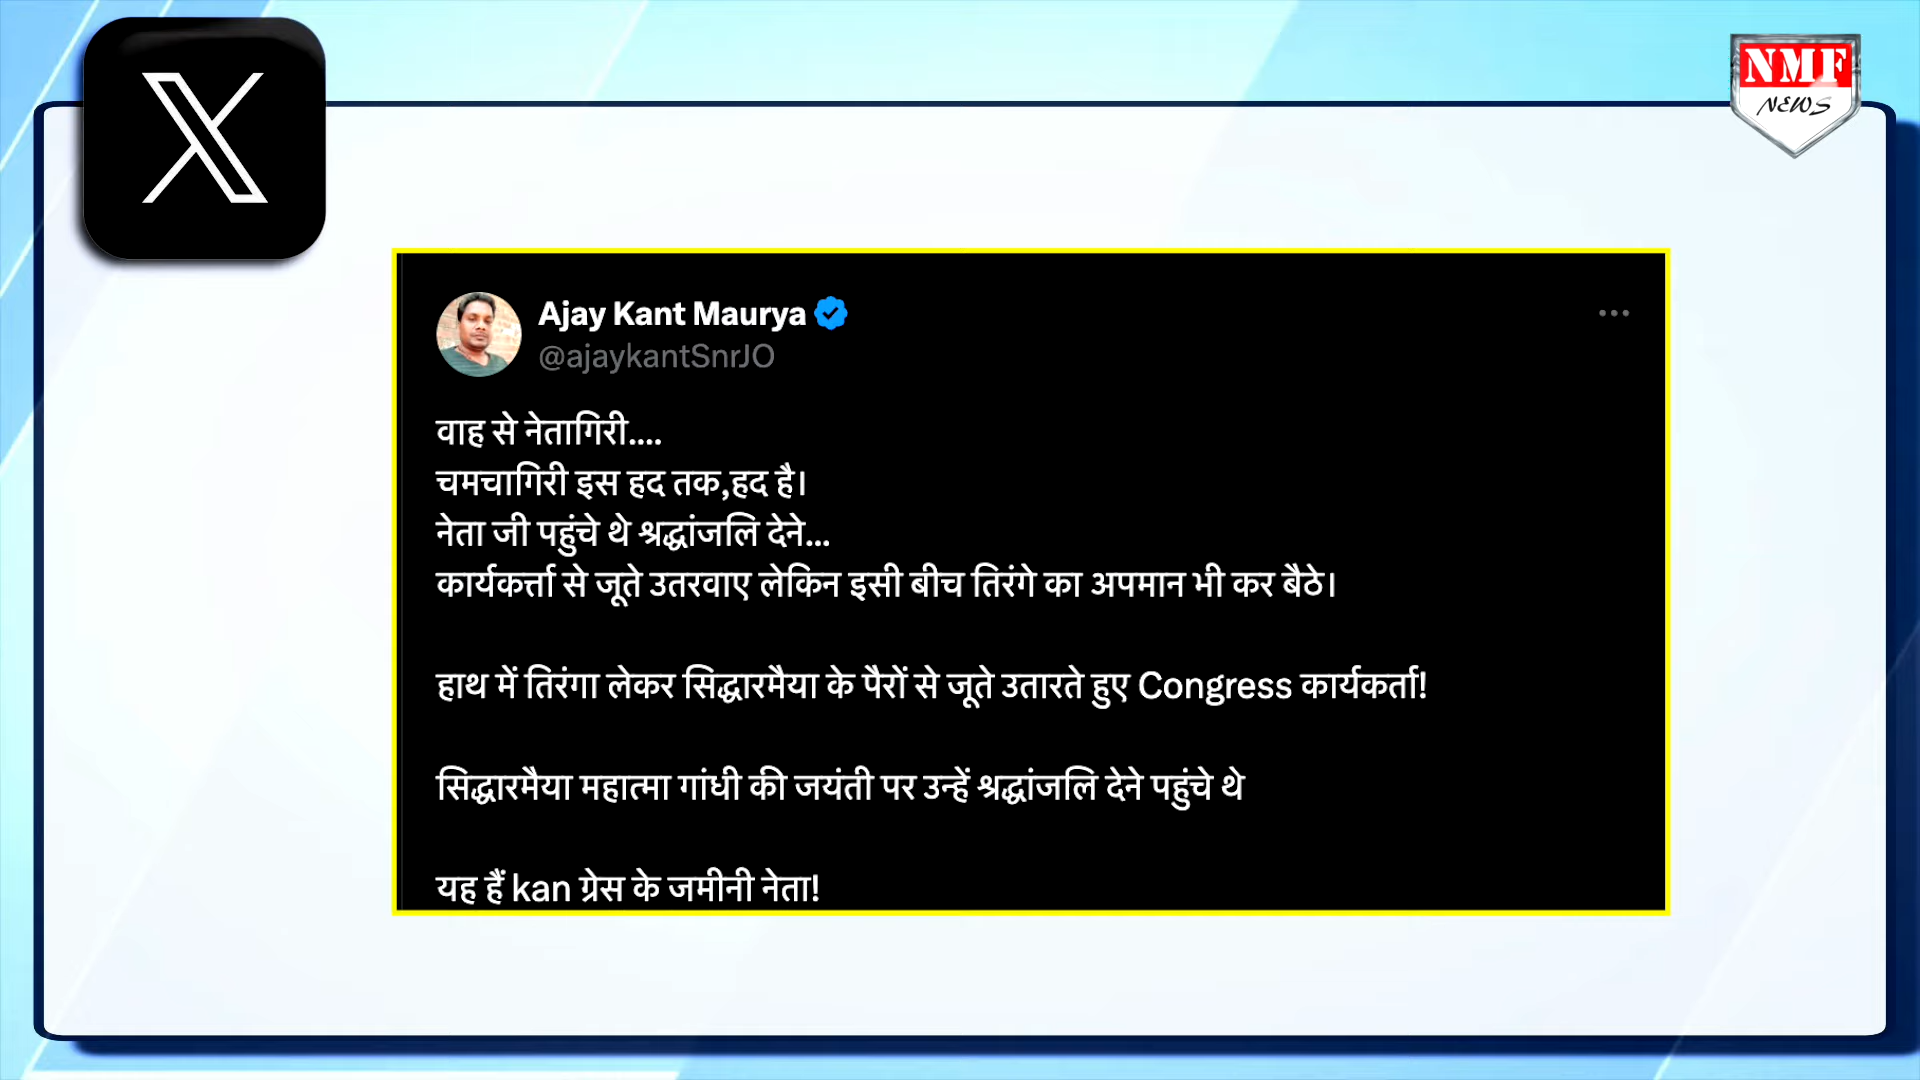 NMF
NEWS
Ajay Kant Maurya
@ajaykantSnrJO
वाह से नेतागिरी....
चमचागिरी इस हद तक,हद है।
नेता जी पहुंचे थे श्रद्धांजलि देने...
कार्यकर्त्ता से जूते उतरवाए लेकिन इसी बीच तिरंगे का अपमान भी कर बैठे।
हाथ में तिरंगा लेकर सिद्धारमैया के पैरों से जूते उतारते हुए Congress कार्यकर्ता!
सिद्धारमैया महात्मा गांधी की जयंती पर उन्हें श्रद्धांजलि देने पहुंचे थे
यह हैं kan ग्रेस के जमीनी नेता!